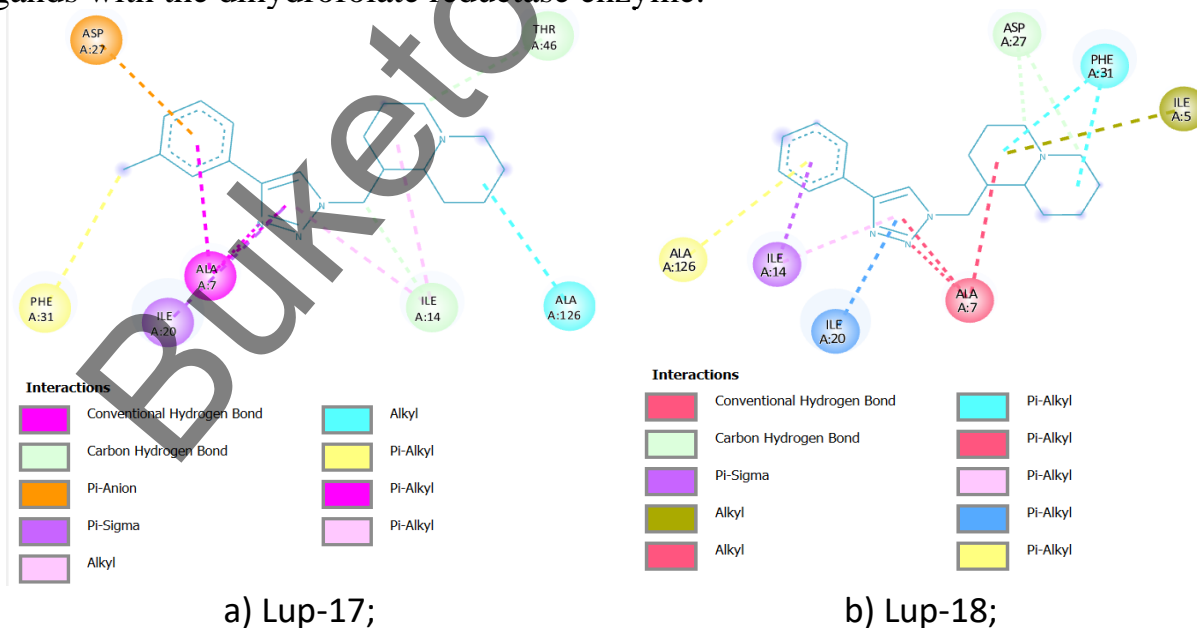 igands with the dihydrofolate reductase enzyme.
ASP
A:27
THR
A:46
N
N
N
N
ALA
A:7
PHE
A:31
ILE
A:20
ILE
A:14
ALA
A:126
Interactions
Conventional Hydrogen Bond
Carbon Hydrogen Bond
Pi-Anion
Pi-Sigma
Alkyl
Alkyl
Pi-Alkyl
Pi-Alkyl
Pi-Alkyl
a) Lup-17;
ASP
A:27
PHE
A:31
ILE
A:5
N
N
N
N
ALA
A:126
ILE
A:14
ALA
A:7
ILE
A:20
Interactions
Conventional Hydrogen Bond
Carbon Hydrogen Bond
Pi-Sigma
Alkyl
Alkyl
Pi-Alkyl
Pi-Alkyl
Pi-Alkyl
Pi-Alkyl
Pi-Alkyl
b) Lup-18;
Buketo